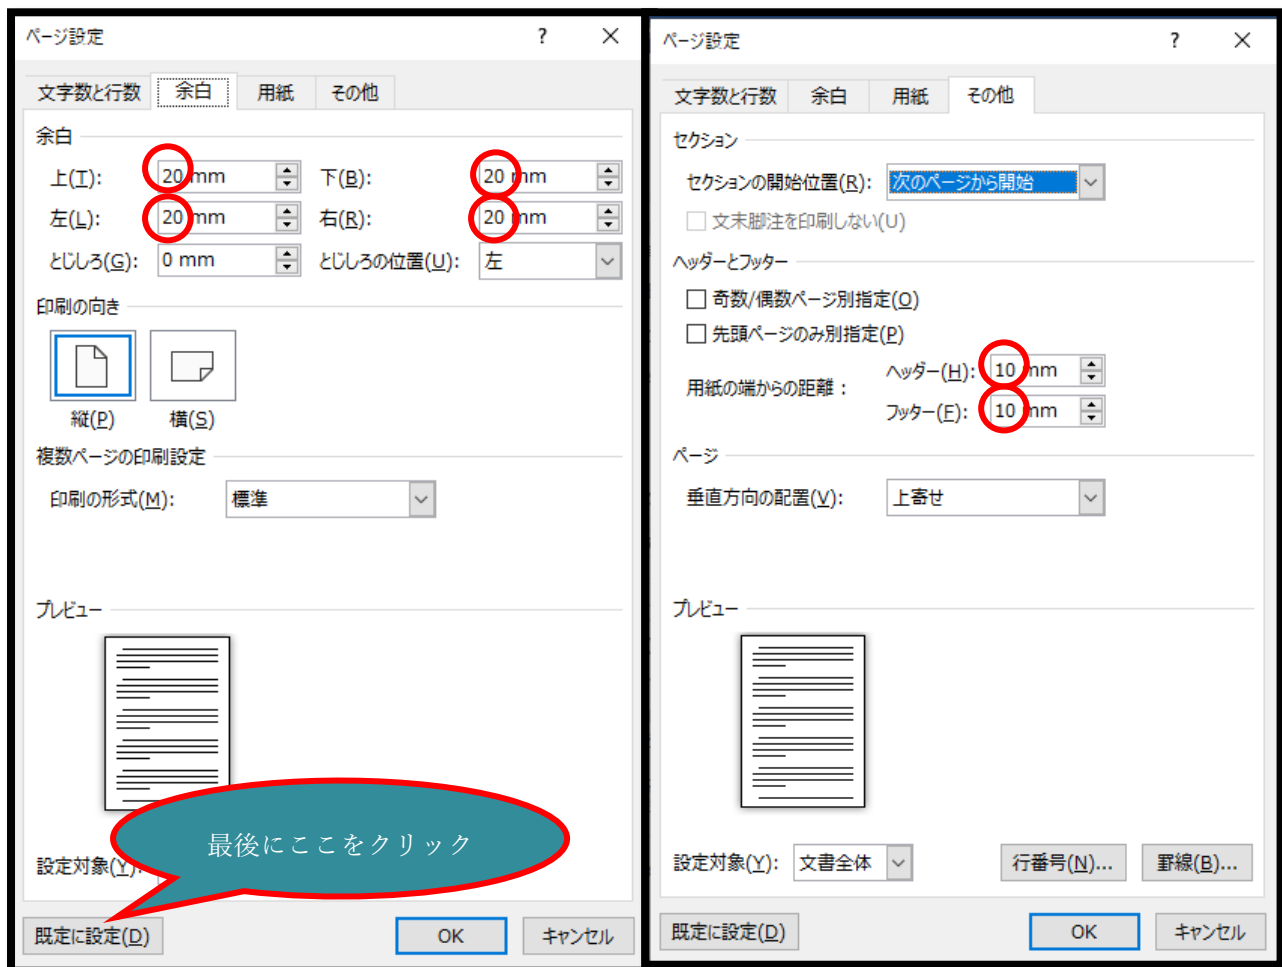 ページ設定
?
文字数と行数 余白 用紙 その他
余白
上(T): 20 mm 下(B): 20 mm
左(L): 20 mm 右(R): 20 mm
とじしろ(G): 0 mm とじしろの位置(U): 左
印刷の向き
縦(P) 横(S)
複数ページの印刷設定
印刷の形式(M): 標準
プレビュー
最後にここをクリック
設定対象(Y):
既定に設定(D) OK キャンセル
ページ設定
?
文字数と行数 余白 用紙 その他
セクション
セクションの開始位置(R): 次のページから開始
文末脚注を印刷しない(U)
ヘッダーとフッター
奇数/偶数ページ別指定(O)
先頭ページのみ別指定(P)
用紙の端からの距離: ヘッダー(H): 10 mm
フッター(F): 10 mm
ページ
垂直方向の配置(V): 上寄せ
プレビュー
設定対象(Y): 文書全体 行番号(N)... 罫線(B)...
既定に設定(D) OK キャンセル